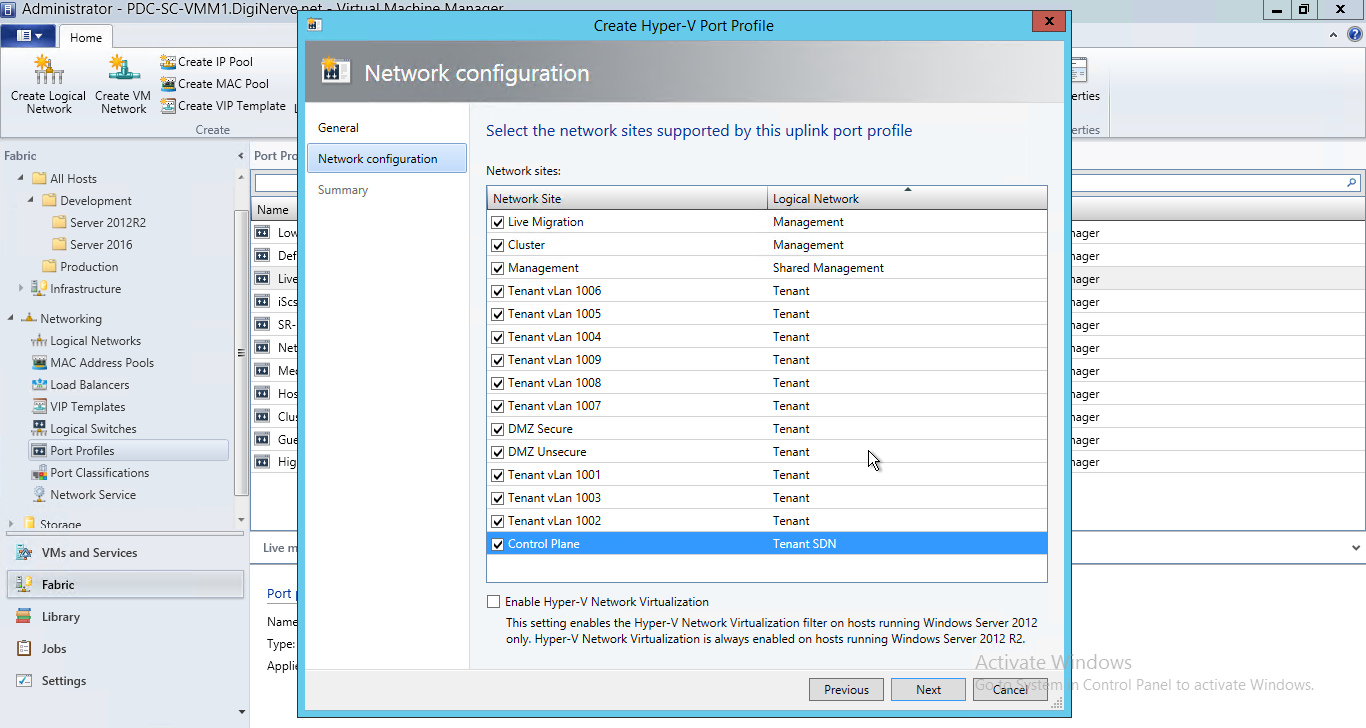 Administrator - PDC-SC-VMM1.DigiNerve.net - Virtual Machine Manager
Create Hyper-V Port Profile
Home
Create Logical Network
Create VM Network
Create IP Pool
Create MAC Pool
Create VIP Template
Create
erties
erties
Fabric
All Hosts
Development
Server 2012R2
Server 2016
Production
Infrastructure
Networking
Logical Networks
MAC Address Pools
Load Balancers
VIP Templates
Logical Switches
Port Profiles
Port Classifications
Network Service
Storage
VMs and Services
Fabric
Library
Jobs
Settings
Port Pro
Name
Low
Def
Live
iScs
SR-
Net
Med
Hos
Clus
Gue
Hig
Live m
Port p
Name
Type:
Applie
Network configuration
General
Network configuration
Summary
Select the network sites supported by this uplink port profile
Network sites:
Network Site Logical Network
Live Migration Management
Cluster Management
Management Shared Management
Tenant vLan 1006 Tenant
Tenant vLan 1005 Tenant
Tenant vLan 1004 Tenant
Tenant vLan 1009 Tenant
Tenant vLan 1008 Tenant
Tenant vLan 1007 Tenant
DMZ Secure Tenant
DMZ Unsecure Tenant
Tenant vLan 1001 Tenant
Tenant vLan 1003 Tenant
Tenant vLan 1002 Tenant
Control Plane Tenant SDN
Enable Hyper-V Network Virtualization
This setting enables the Hyper-V Network Virtualization filter on hosts running Windows Server 2012
only. Hyper-V Network Virtualization is always enabled on hosts running Windows Server 2012 R2.
Previous
Next
Cancel
nager
nager
nager
nager
nager
nager
nager
nager
nager
nager
nager
Activate Windows
Go to System in Control Panel to activate Windows.